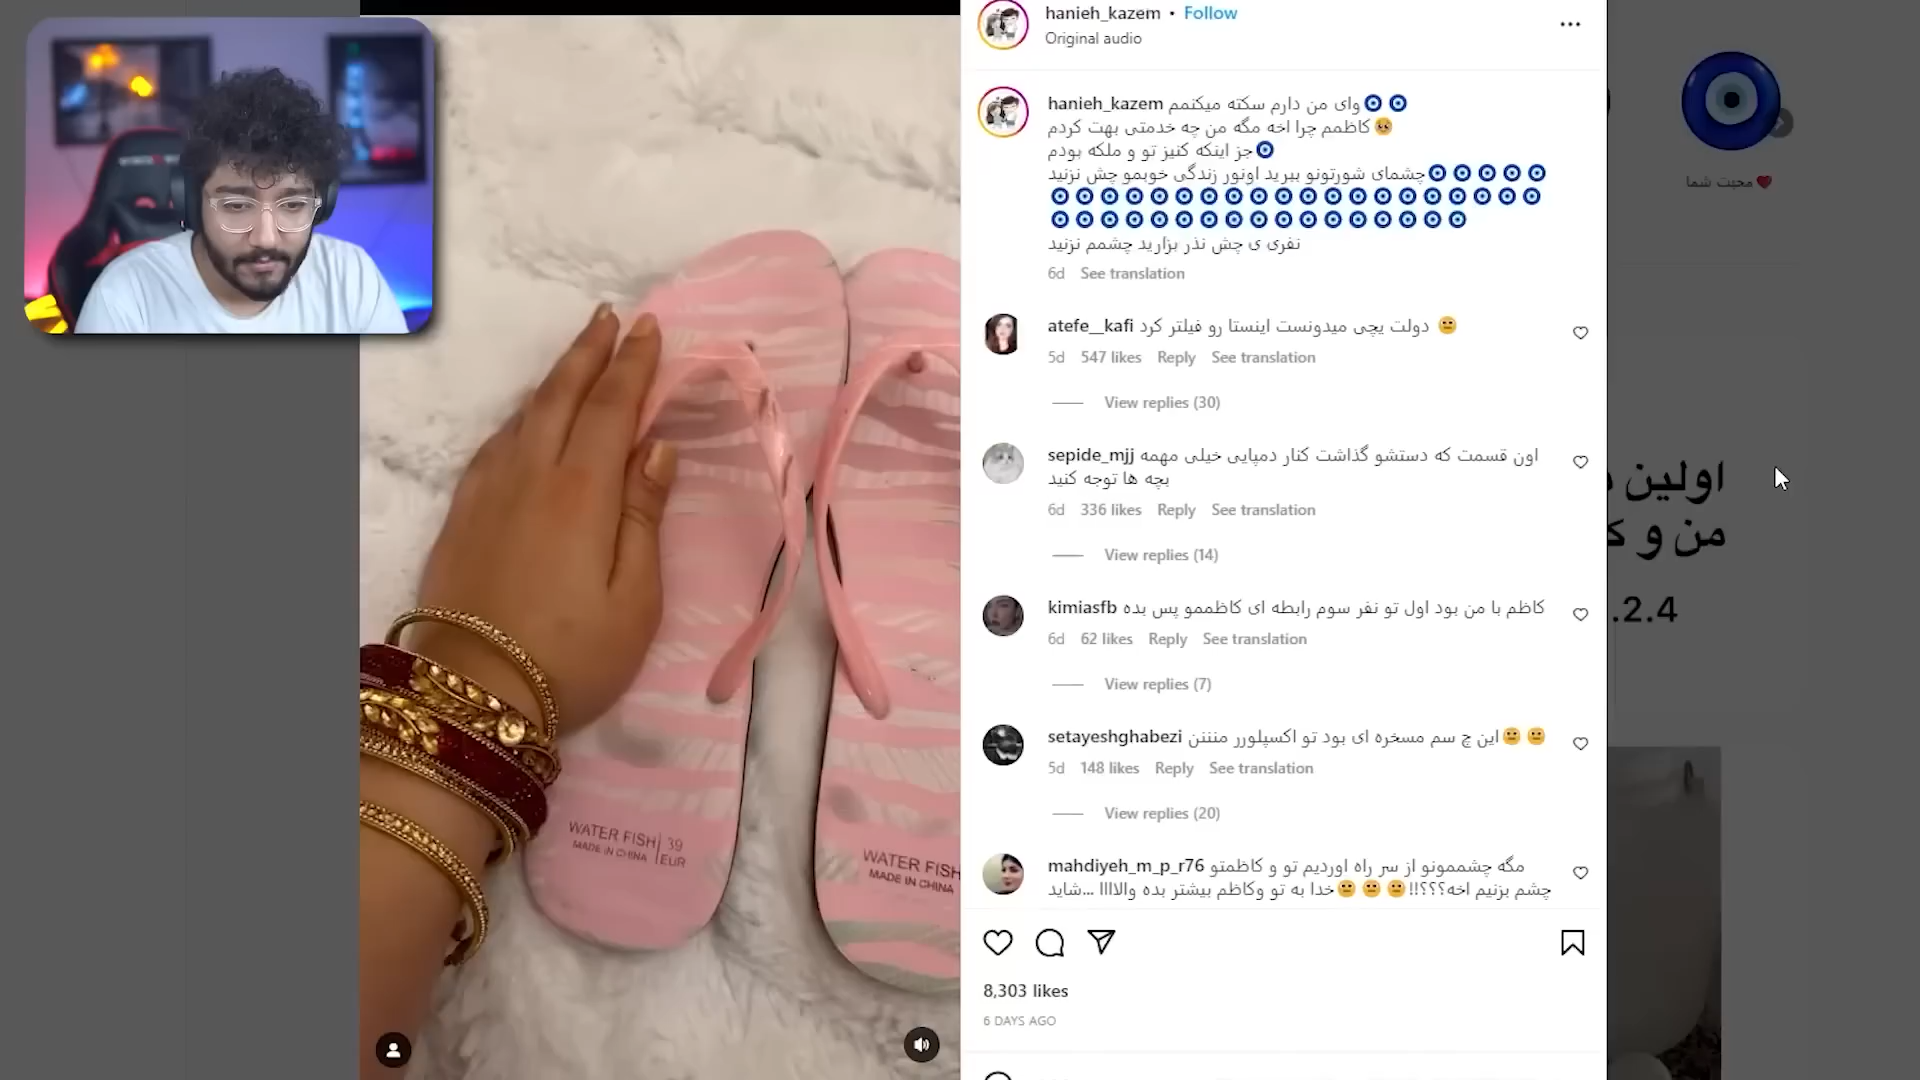 hanieh_kazem • Follow
Original audio
hanieh_kazem وای من دارم سکته میکنمم🧿🧿
کاظمم چرا اخه مگه من چه خدمتی بهت کردم🥺
جز اینکه کنیز تو و ملکه بودم🧿
چشمای شورتونو ببرید اونور زندگی خوبمو چش نزنید🧿🧿🧿🧿🧿
🧿🧿🧿🧿🧿🧿🧿🧿🧿🧿🧿🧿🧿🧿🧿🧿🧿🧿🧿🧿
🧿🧿🧿🧿🧿🧿🧿🧿🧿🧿🧿🧿🧿🧿🧿🧿🧿
نفری ی چش نذر بزارید چشمم نزنید
6d See translation
atefe__kafi دولت یچی میدونست اینستا رو فیلتر کرد 😐
5d 547 likes Reply See translation
View replies (30)
sepide_mjj اون قسمت که دستشو گذاشت کنار دمپایی خیلی مهمه
بچه ها توجه کنید
6d 336 likes Reply See translation
View replies (14)
kimiasfb کاظم با من بود اول تو نفر سوم رابطه ای کاظممو پس بده
6d 62 likes Reply See translation
View replies (7)
setayeshghabezi این چ سم مسخره ای بود تو اکسپلورر منننن😐😐
5d 148 likes Reply See translation
View replies (20)
mahdiyeh_m_p_r76 مگه چشممونو از سر راه اوردیم تو و کاظمتو
چشم بزنیم اخه؟؟؟؟!!😐😐😐خدا به تو وکاظم بیشتر بده والاااا ...شاید
8,303 likes
6 DAYS AGO
محبت شما❤
اولین
من و
.2.4
WATER FISH 39
MADE IN CHINA EUR
WATER FISH
MADE IN CHINA